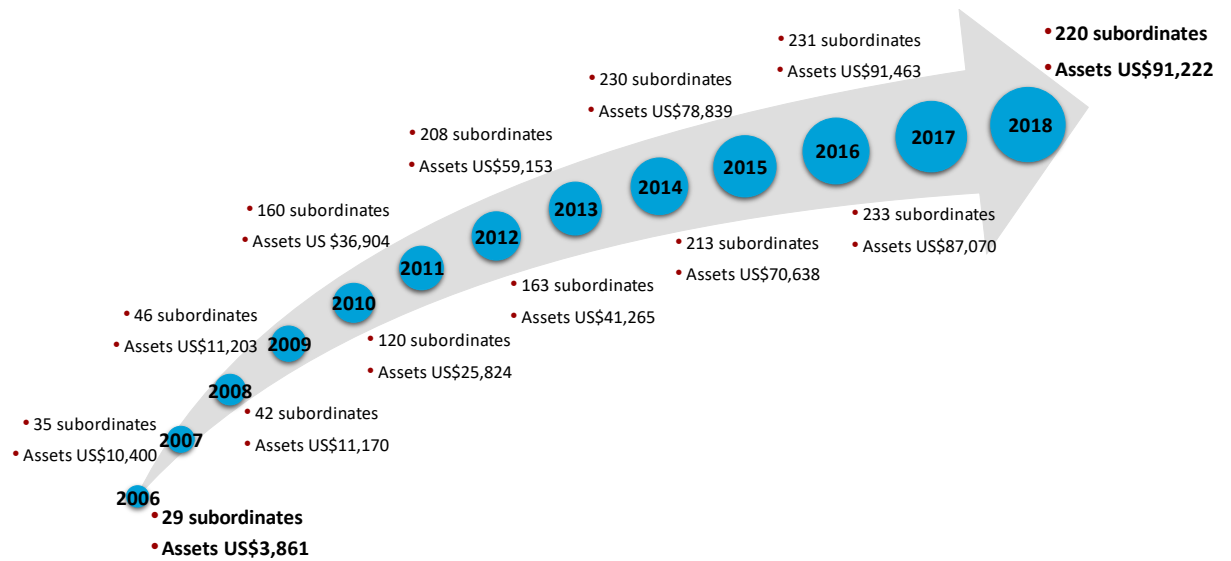 • 231 subordinates
• Assets US$91,463
• 220 subordinates
• Assets US$91,222
• 230 subordinates
• Assets US$78,839
• 208 subordinates
• Assets US$59,153
• 160 subordinates
• Assets US $36,904
• 46 subordinates
• Assets US$11,203
• 35 subordinates
• Assets US$10,400
2006
2007
2008
2009
2010
2011
2012
2013
2014
2015
2016
2017
2018
• 29 subordinates
• Assets US$3,861
• 42 subordinates
• Assets US$11,170
• 120 subordinates
• Assets US$25,824
• 163 subordinates
• Assets US$41,265
• 213 subordinates
• Assets US$70,638
• 233 subordinates
• Assets US$87,070